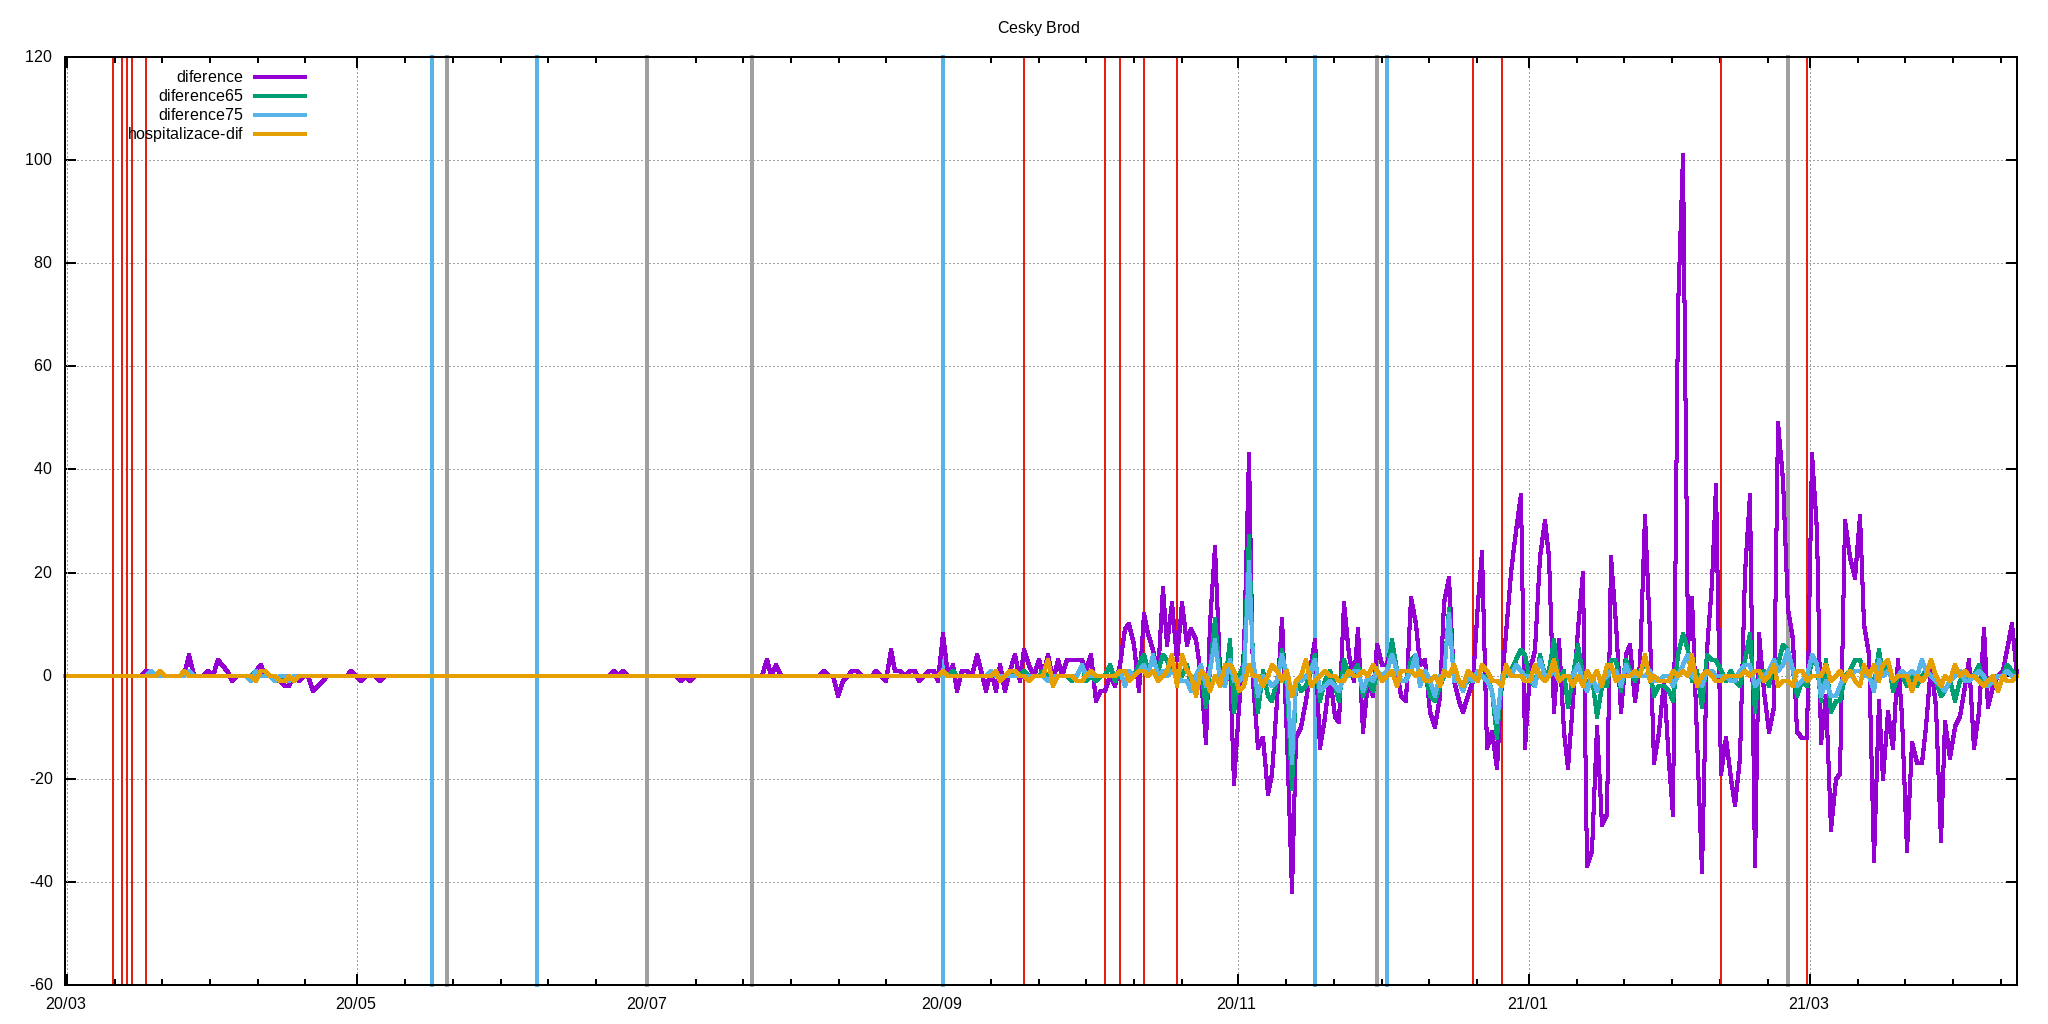 Cesky Brod
diference
diference65
diference75
hospitalizace-dif
120
100
80
60
40
20
0
-20
-40
-60
20/03 20/05 20/07 20/09 20/11 21/01 21/03